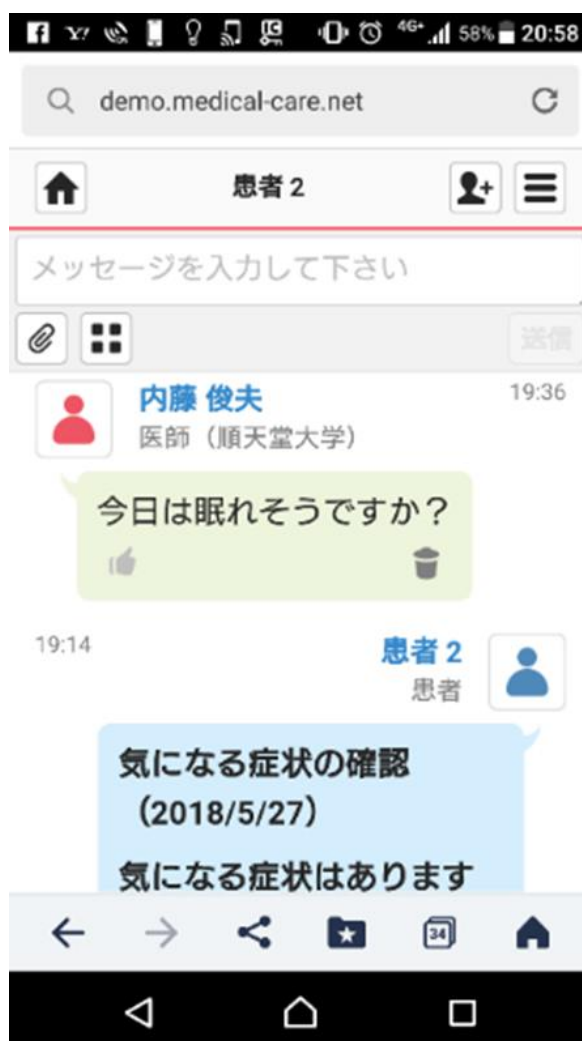 4G+ 58% 20:58
demo.medical-care.net
患者 2
メッセージを入力して下さい
送信
内藤 俊夫 19:36
医師（順天堂大学）
今日は眠れそうですか？
19:14 患者 2
患者
気になる症状の確認
（2018/5/27）
気になる症状はあります
34